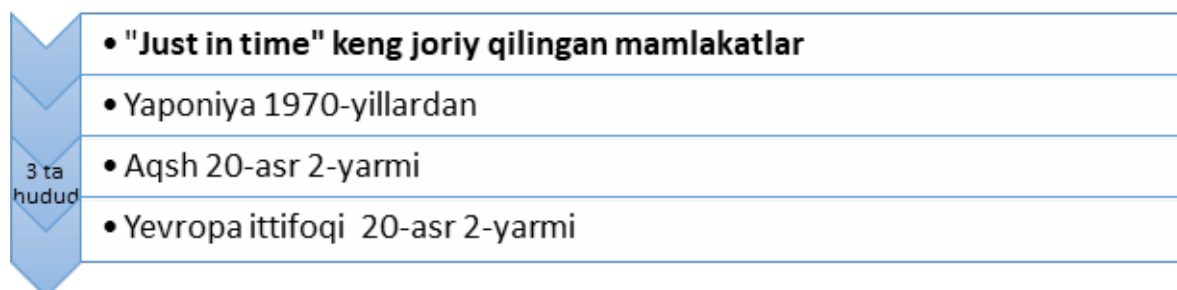 • "Just in time" keng joriy qilingan mamlakatlar
• Yaponiya 1970-yillardan
• Aqsh 20-asr 2-yarmi
• Yevropa ittifoqi 20-asr 2-yarmi
3 ta
hudud